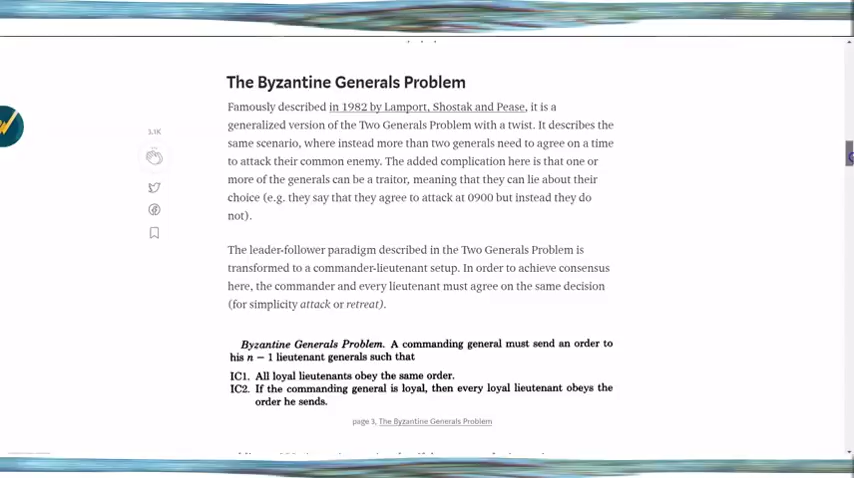 The Byzantine Generals Problem
Famously described in 1982 by Lamport, Shostak and Pease, it is a
generalized version of the Two Generals Problem with a twist. It describes the
same scenario, where instead more than two generals need to agree on a time
to attack their common enemy. The added complication here is that one or
more of the generals can be a traitor, meaning that they can lie about their
choice (e.g. they say that they agree to attack at 0900 but instead they do
not).
3.1K
The leader-follower paradigm described in the Two Generals Problem is
transformed to a commander-lieutenant setup. In order to achieve consensus
here, the commander and every lieutenant must agree on the same decision
(for simplicity attack or retreat).
Byzantine Generals Problem. A commanding general must send an order to
his n − 1 lieutenant generals such that
IC1. All loyal lieutenants obey the same order.
IC2. If the commanding general is loyal, then every loyal lieutenant obeys the
order he sends.
page 3, The Byzantine Generals Problem